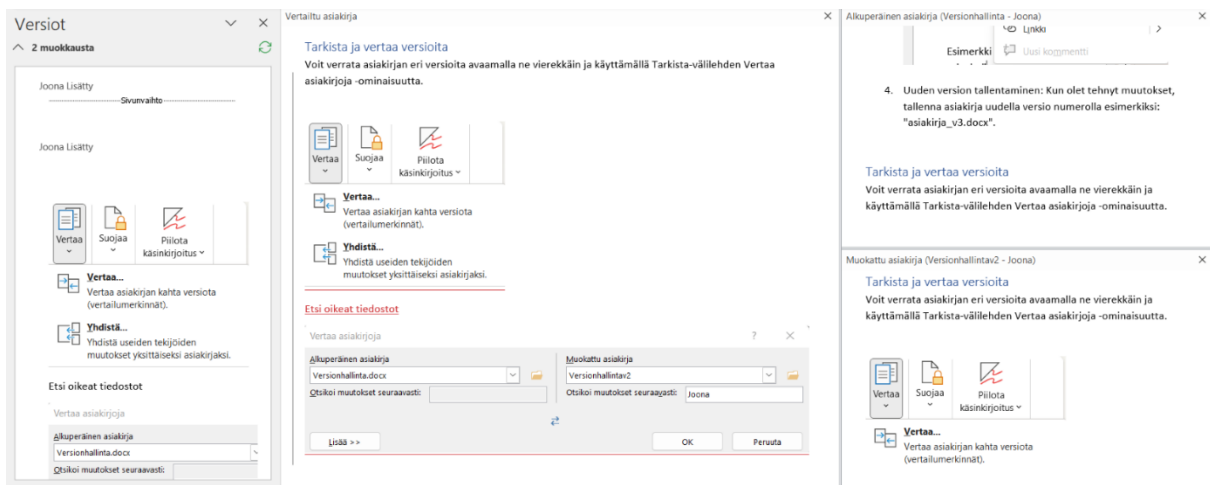 Versiot
2 muokkausta
Joona Lisätty
Sivunvaihto
Joona Lisätty
Vertaa
Suojaa
Piilota
käsinkirjoitus
Vertaa...
Vertaa asiakirjan kahta versiota
(vertailumerkinnät).
Yhdistä...
Yhdistä useiden tekijöiden
muutokset yksittäiseksi asiakirjaksi.
Etsi oikeat tiedostot
Vertaa asiakirjoja
Alkuperäinen asiakirja
Versionhallinta.docx
Otsikoi muutokset seuraavasti:
Vertailtu asiakirja
Tarkista ja vertaa versioita
Voit verrata asiakirjan eri versioita avaamalla ne vierekkäin ja käyttämällä Tarkista-välilehden Vertaa
asiakirjoja -ominaisuutta.
Vertaa
Suojaa
Piilota
käsinkirjoitus
Vertaa...
Vertaa asiakirjan kahta versiota
(vertailumerkinnät).
Yhdistä...
Yhdistä useiden tekijöiden
muutokset yksittäiseksi asiakirjaksi.
Etsi oikeat tiedostot
Vertaa asiakirjoja ?
Alkuperäinen asiakirja
Versionhallinta.docx
Otsikoi muutokset seuraavasti:
Muokattu asiakirja
Versionhallintav2
Otsikoi muutokset seuraavasti: Joona
Lisää >>
OK
Peruuta
Alkuperäinen asiakirja (Versionhallinta - Joona)
Linkki
Esimerkki
Uusi kommentti
4. Uuden version tallentaminen: Kun olet tehnyt muutokset,
tallenna asiakirja uudella versio numerolla esimerkiksi:
"asiakirja_v3.docx".
Tarkista ja vertaa versioita
Voit verrata asiakirjan eri versioita avaamalla ne vierekkäin ja
käyttämällä Tarkista-välilehden Vertaa asiakirjoja -ominaisuutta.
Muokattu asiakirja (Versionhallintav2 - Joona)
Tarkista ja vertaa versioita
Voit verrata asiakirjan eri versioita avaamalla ne vierekkäin ja
käyttämällä Tarkista-välilehden Vertaa asiakirjoja -ominaisuutta.
Vertaa
Suojaa
Piilota
käsinkirjoitus
Vertaa...
Vertaa asiakirjan kahta versiota
(vertailumerkinnät).